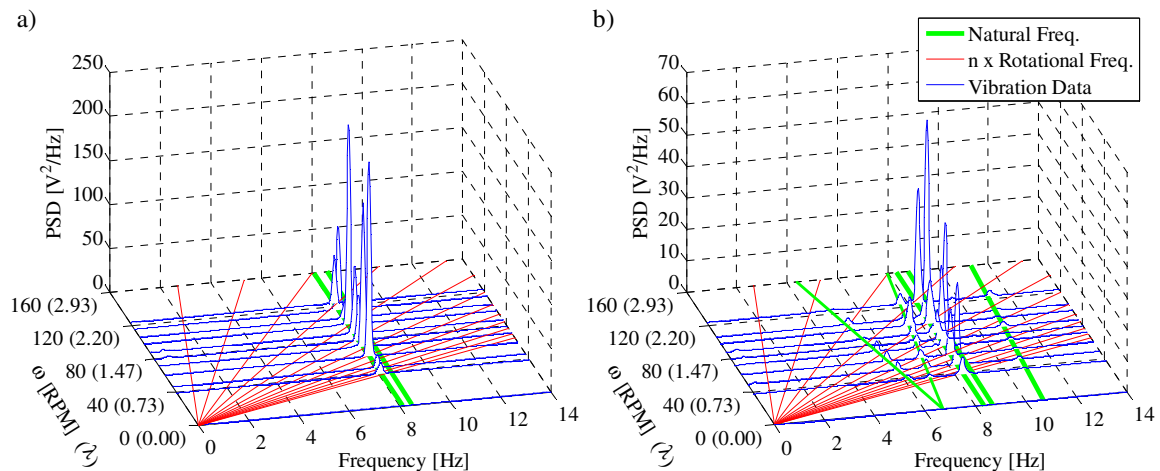 a)
250
200
150
100
50
0
PSD [V²/Hz]
160 (2.93)
120 (2.20)
80 (1.47)
40 (0.73)
0 (0.00)
ω [RPM] (λ)
0 2 4 6 8 10 12 14
Frequency [Hz]
b)
70
60
50
40
30
20
10
0
PSD [V²/Hz]
160 (2.93)
120 (2.20)
80 (1.47)
40 (0.73)
0 (0.00)
ω [RPM] (λ)
0 2 4 6 8 10 12 14
Frequency [Hz]
Natural Freq.
n x Rotational Freq.
Vibration Data